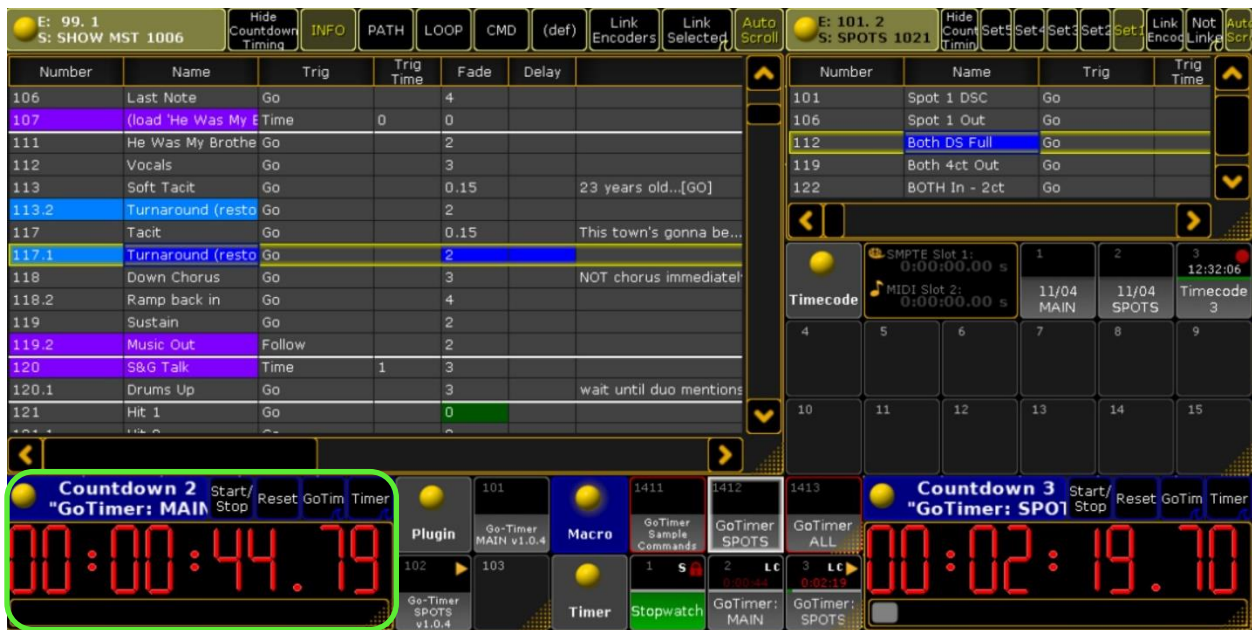 E: 99. 1
S: SHOW MST 1006
Hide Countdown Timing
INFO
PATH
LOOP
CMD
(def)
Link Encoders
Link Selected
Auto Scroll
Number Name Trig Trig Time Fade Delay
106 Last Note Go 4
107 (load 'He Was My B Time 0 0
111 He Was My Brothe Go 2
112 Vocals Go 3
113 Soft Tacit Go 0.15 23 years old...[GO]
113.2 Turnaround (resto Go 2
117 Tacit Go 0.15 This town's gonna be...
117.1 Turnaround (resto Go 2
118 Down Chorus Go 3 NOT chorus immediatel
118.2 Ramp back in Go 4
119 Sustain Go 2
119.2 Music Out Follow 2
120 S&G Talk Time 1 3
120.1 Drums Up Go 3 wait until duo mentions
121 Hit 1 Go 0
E: 101. 2
S: SPOTS 1021
Hide Count Timin
Set5
Set4
Set3
Set2
Set1
Link Encod
Not Linke
Auto Scr
Number Name Trig Trig Time
101 Spot 1 DSC Go
106 Spot 1 Out Go
112 Both DS Full Go
119 Both 4ct Out Go
122 BOTH In - 2ct Go
Timecode
SMPTE Slot 1:
0:00:00.00 s
MIDI Slot 2:
0:00:00.00 s
1
11/04 MAIN
2
11/04 SPOTS
3
12:32:06
Timecode 3
4 5 6 7 8 9
10 11 12 13 14 15
Countdown 2
"GoTimer: MAIN
Start/Stop
Reset
GoTim
Timer
00:00:44.79
Plugin
101
Go-Timer MAIN v1.0.4
Macro
1411
GoTimer Sample Commands
1412
GoTimer SPOTS
1413
GoTimer ALL
102
Go-Timer SPOTS v1.0.4
103
Timer
1 S
Stopwatch
2 LC
0:00:44
GoTimer: MAIN
3 LC
0:02:19
GoTimer: SPOTS
Countdown 3
"GoTimer: SPOT
Start/Stop
Reset
GoTim
Timer
00:02:19.70